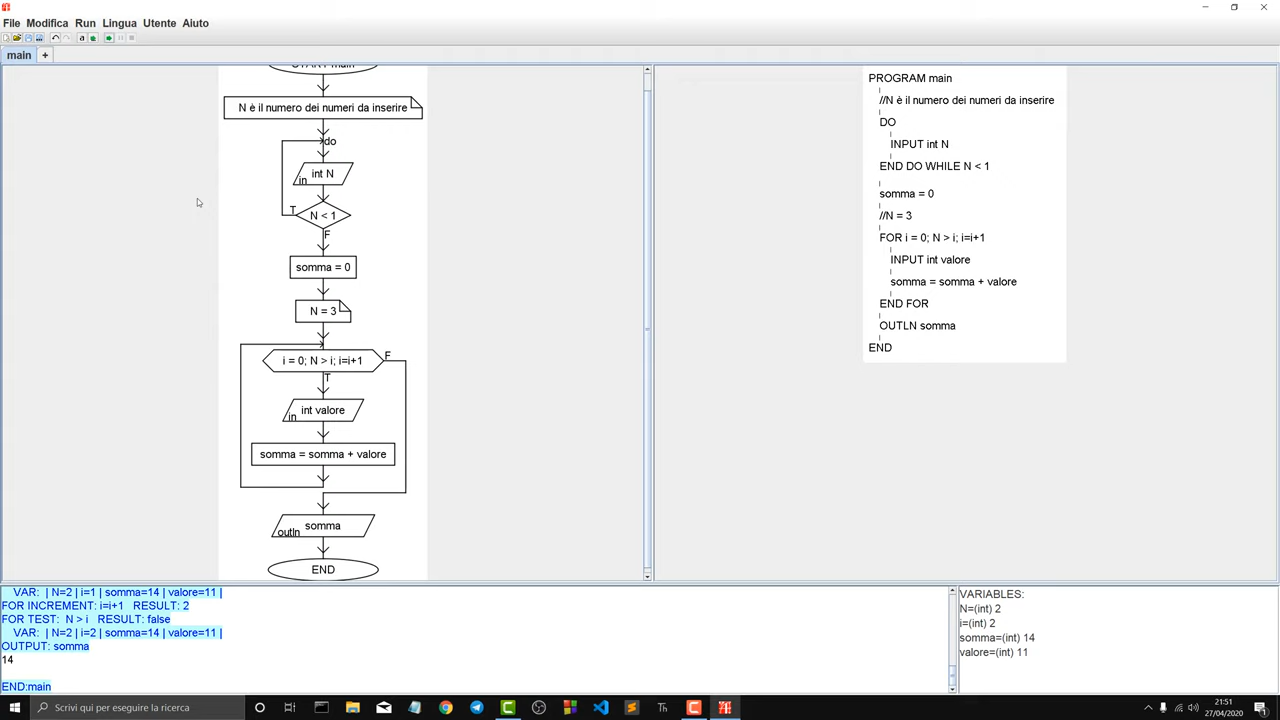 File Modifica Run Lingua Utente Aiuto
a
main +
START main
N è il numero dei numeri da inserire
do
int N
in
T
N < 1
F
somma = 0
N = 3
i = 0; N > i; i=i+1
F
T
int valore
in
somma = somma + valore
somma
outln
END
PROGRAM main
//N è il numero dei numeri da inserire
DO
INPUT int N
END DO WHILE N < 1
somma = 0
//N = 3
FOR i = 0; N > i; i=i+1
INPUT int valore
somma = somma + valore
END FOR
OUTLN somma
END
VAR: | N=2 | i=1 | somma=14 | valore=11 |
FOR INCREMENT: i=i+1 RESULT: 2
FOR TEST: N > i RESULT: false
VAR: | N=2 | i=2 | somma=14 | valore=11 |
OUTPUT: somma
14
END:main
VARIABLES:
N=(int) 2
i=(int) 2
somma=(int) 14
valore=(int) 11
Scrivi qui per eseguire la ricerca
Th
21:51
27/04/2020